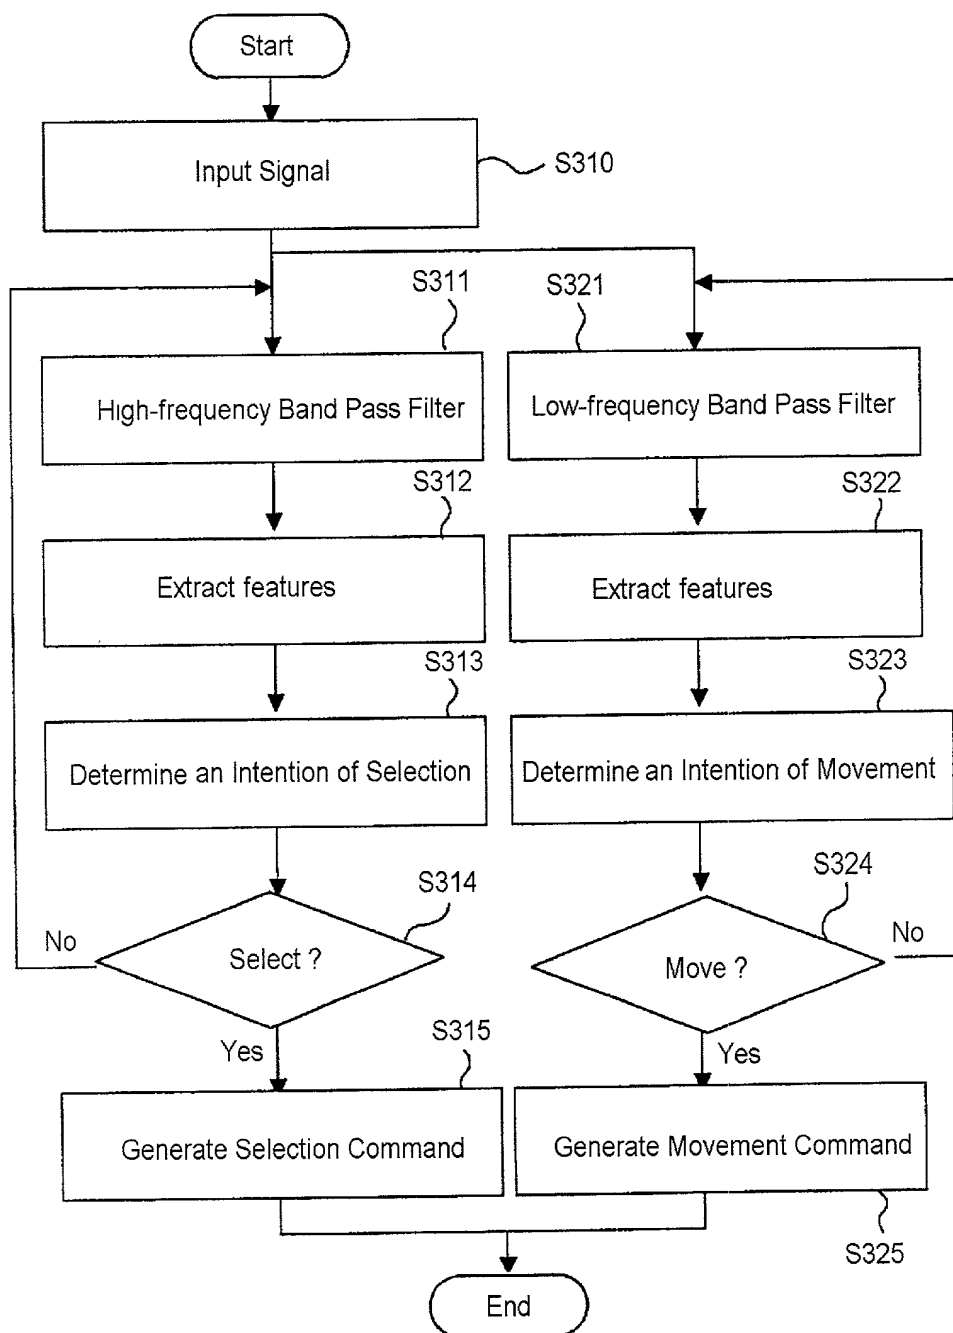 Start
Input Signal
S310
S311
S321
High-frequency Band Pass Filter
Low-frequency Band Pass Filter
S312
S322
Extract features
Extract features
S313
S323
Determine an Intention of Selection
Determine an Intention of Movement
S314
S324
No
Select ?
Move ?
No
Yes
S315
Yes
Generate Selection Command
Generate Movement Command
S325
End